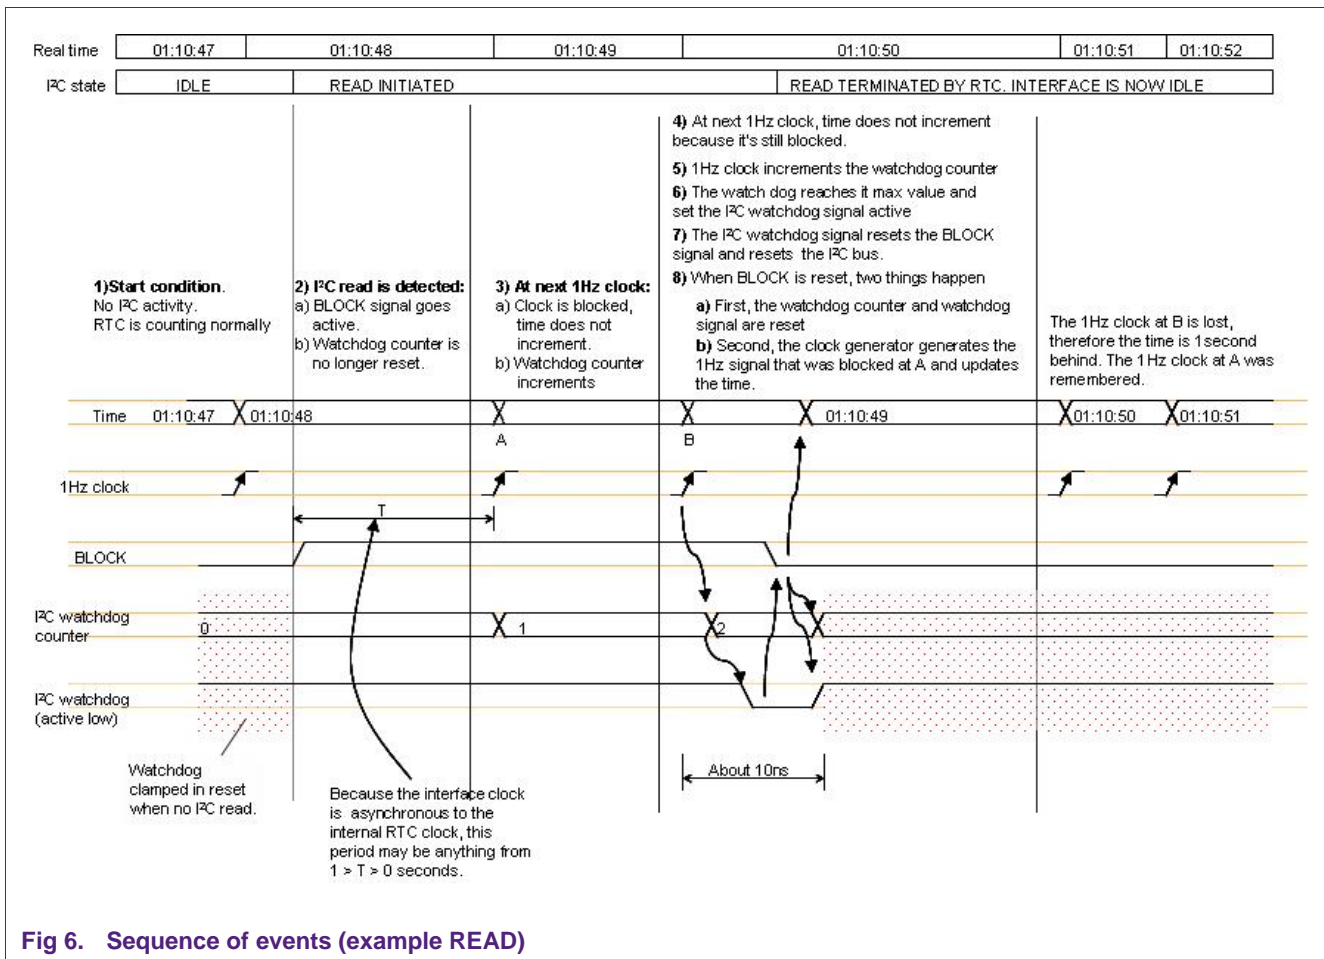 Real time 01:10:47 01:10:48 01:10:49 01:10:50 01:10:51 01:10:52
I²C state IDLE READ INITIATED READ TERMINATED BY RTC. INTERFACE IS NOW IDLE
1)Start condition.
No I²C activity.
RTC is counting normally
2) I²C read is detected:
a) BLOCK signal goes
active.
b) Watchdog counter is
no longer reset.
3) At next 1Hz clock:
a) Clock is blocked,
time does not
increment.
b) Watchdog counter
increments
4) At next 1Hz clock, time does not increment
because it's still blocked.
5) 1Hz clock increments the watchdog counter
6) The watch dog reaches it max value and
set the I²C watchdog signal active
7) The I²C watchdog signal resets the BLOCK
signal and resets the I²C bus.
8) When BLOCK is reset, two things happen
a) First, the watchdog counter and watchdog
signal are reset
b) Second, the clock generator generates the
1Hz signal that was blocked at A and updates
the time.
The 1Hz clock at B is lost,
therefore the time is 1second
behind. The 1Hz clock at A was
remembered.
Time 01:10:47 01:10:48 01:10:49 01:10:50 01:10:51
A B
1Hz clock
T
BLOCK
I²C watchdog
counter
0 1 2
I²C watchdog
(active low)
About 10ns
Watchdog
clamped in reset
when no I²C read.
Because the interface clock
is asynchronous to the
internal RTC clock, this
period may be anything from
1 > T > 0 seconds.
Fig 6. Sequence of events (example READ)